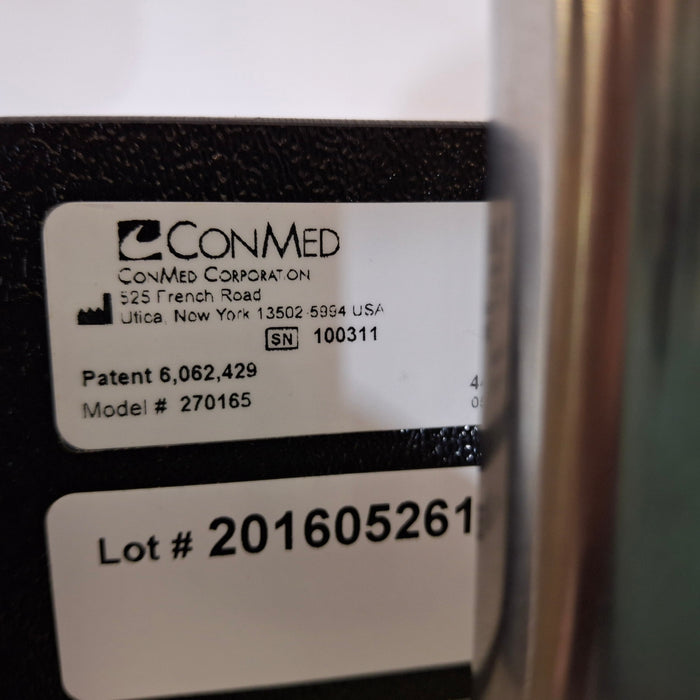 CONMED
CONMED CORPORATION
525 French Road
Utica, New York 13502-5994 USA
SN 100311
Patent 6,062,429
Model # 270165
Lot # 201605261